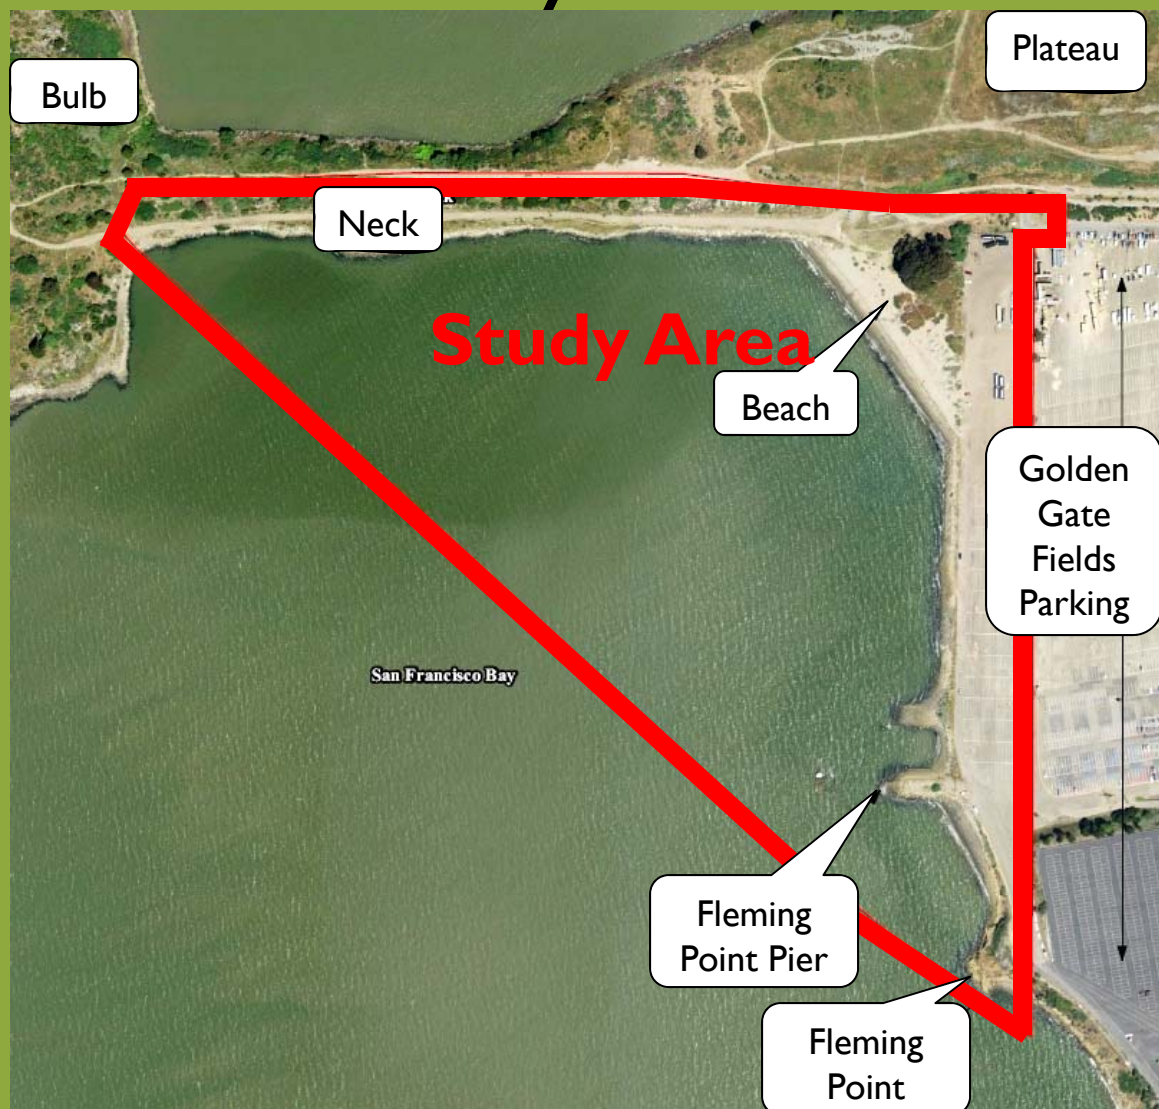 Plateau
Bulb
Neck
Study Area
Beach
Golden
Gate
Fields
Parking
San Francisco Bay
Fleming
Point Pier
Fleming
Point